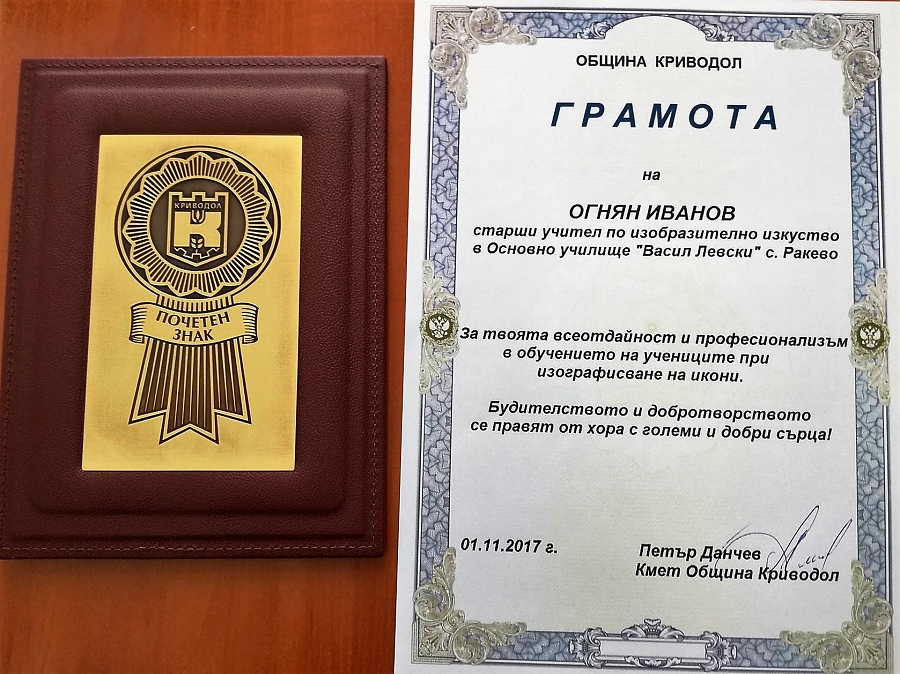 КРИВОДОЛ
ПОЧЕТЕН
ЗНАК
ОБЩИНА КРИВОДОЛ
ГРАМОТА
на
ОГНЯН ИВАНОВ
старши учител по изобразително изкуство
в Основно училище "Васил Левски" с. Ракево
За твоята всеотдайност и професионализъм
в обучението на учениците при
изографисване на икони.
Будителството и добротворството
се правят от хора с големи и добри сърца!
01.11.2017 г.
Петър Данчев
Кмет Община Криводол